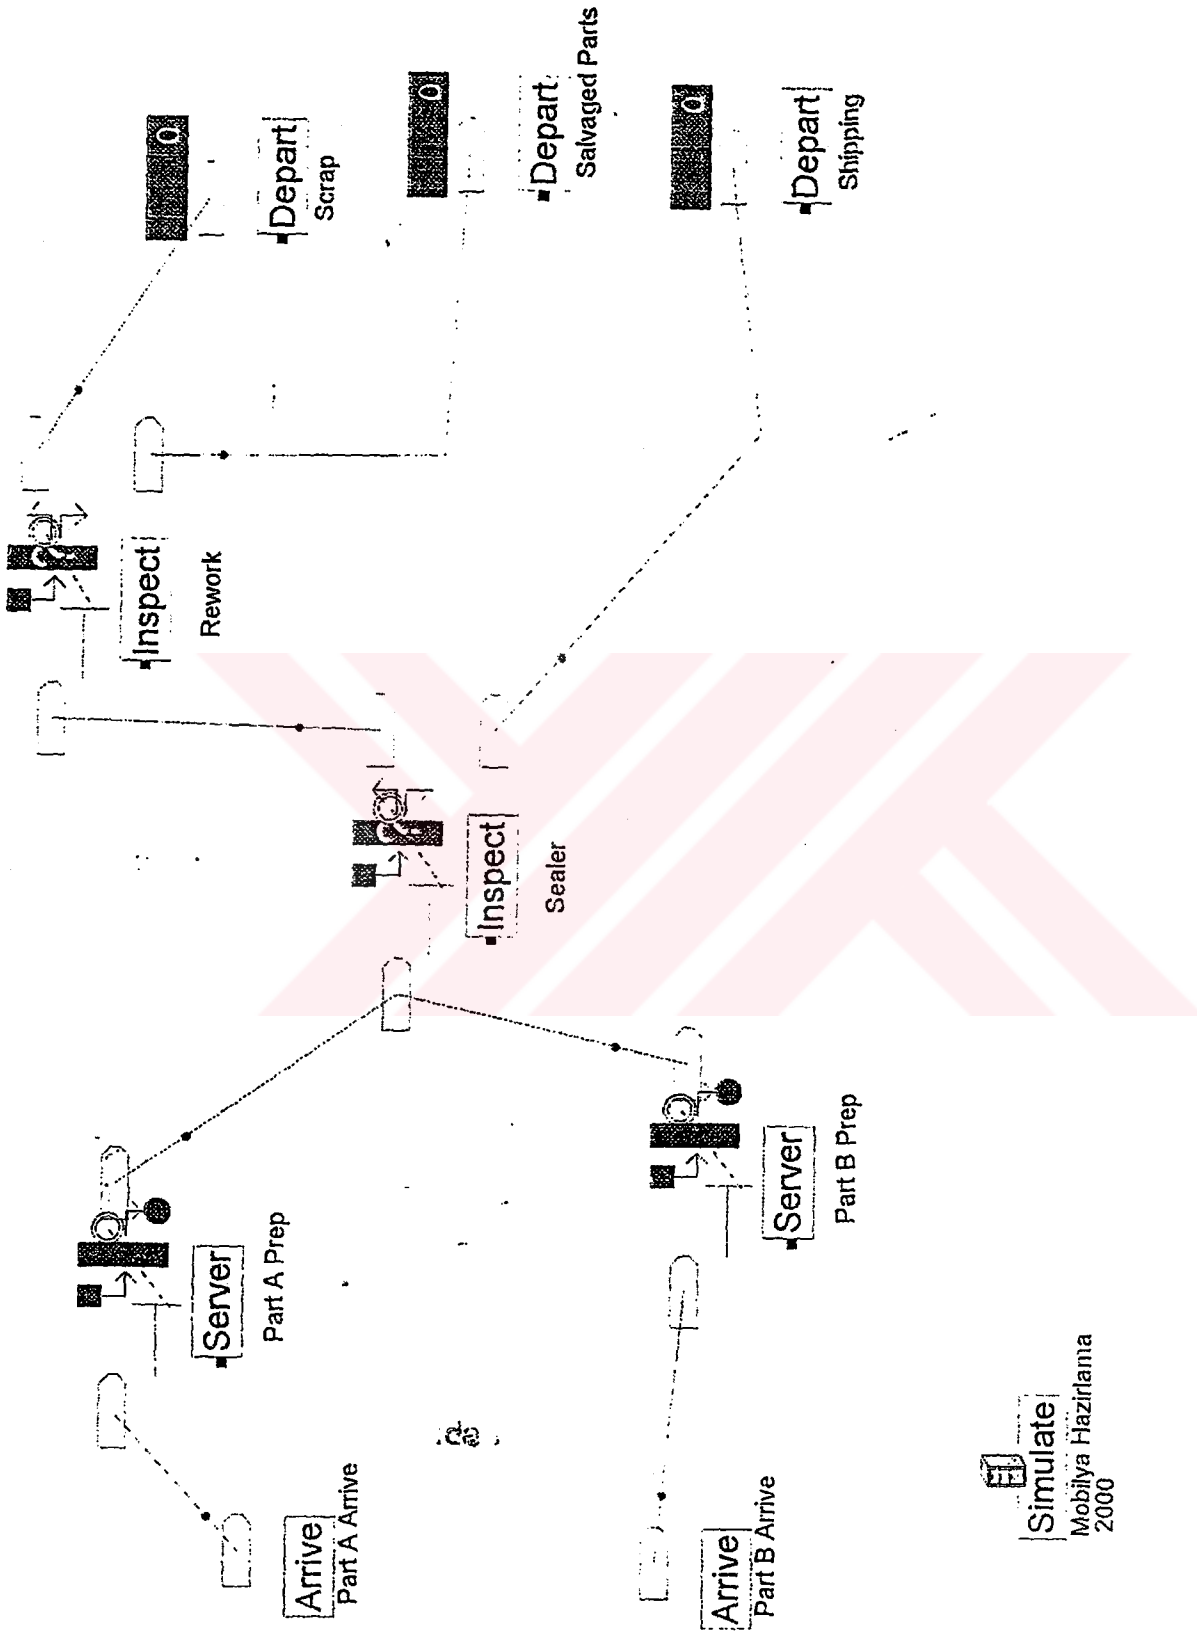 Arrive
Part A Arrive
Server
Part A Prep
Arrive
Part B Arrive
Server
Part B Prep
Inspect
Sealer
Inspect
Rework
0
Depart
Scrap
0
Depart
Salvaged Parts
0
Depart
Shipping
Simulate
Mobilya Hazirlama
2000